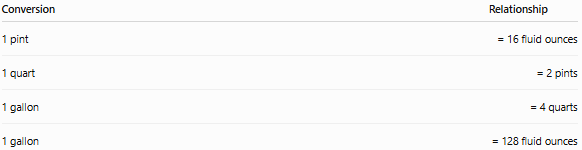 Conversion Relationship
1 pint = 16 fluid ounces
1 quart = 2 pints
1 gallon = 4 quarts
1 gallon = 128 fluid ounces